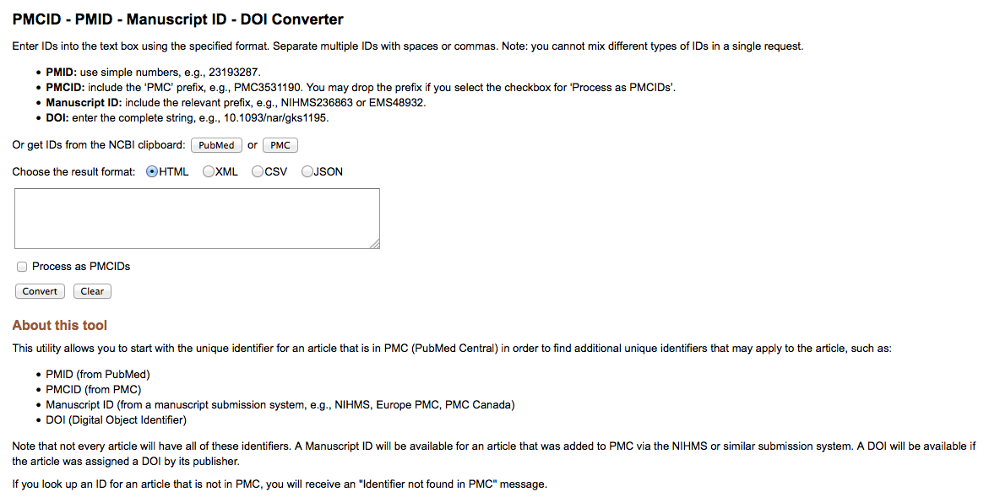 PMCID - PMID - Manuscript ID - DOI Converter
Enter IDs into the text box using the specified format. Separate multiple IDs with spaces or commas. Note: you cannot mix different types of IDs in a single request.
• PMID: use simple numbers, e.g., 23193287.
• PMCID: include the ‘PMC’ prefix, e.g., PMC3531190. You may drop the prefix if you select the checkbox for ‘Process as PMCIDs’.
• Manuscript ID: include the relevant prefix, e.g., NIHMS236863 or EMS48932.
• DOI: enter the complete string, e.g., 10.1093/nar/gks1195.
Or get IDs from the NCBI clipboard: PubMed or PMC
Choose the result format: HTML XML CSV JSON
Process as PMCIDs
Convert Clear
About this tool
This utility allows you to start with the unique identifier for an article that is in PMC (PubMed Central) in order to find additional unique identifiers that may apply to the article, such as:
• PMID (from PubMed)
• PMCID (from PMC)
• Manuscript ID (from a manuscript submission system, e.g., NIHMS, Europe PMC, PMC Canada)
• DOI (Digital Object Identifier)
Note that not every article will have all of these identifiers. A Manuscript ID will be available for an article that was added to PMC via the NIHMS or similar submission system. A DOI will be available if
the article was assigned a DOI by its publisher.
If you look up an ID for an article that is not in PMC, you will receive an "Identifier not found in PMC" message.